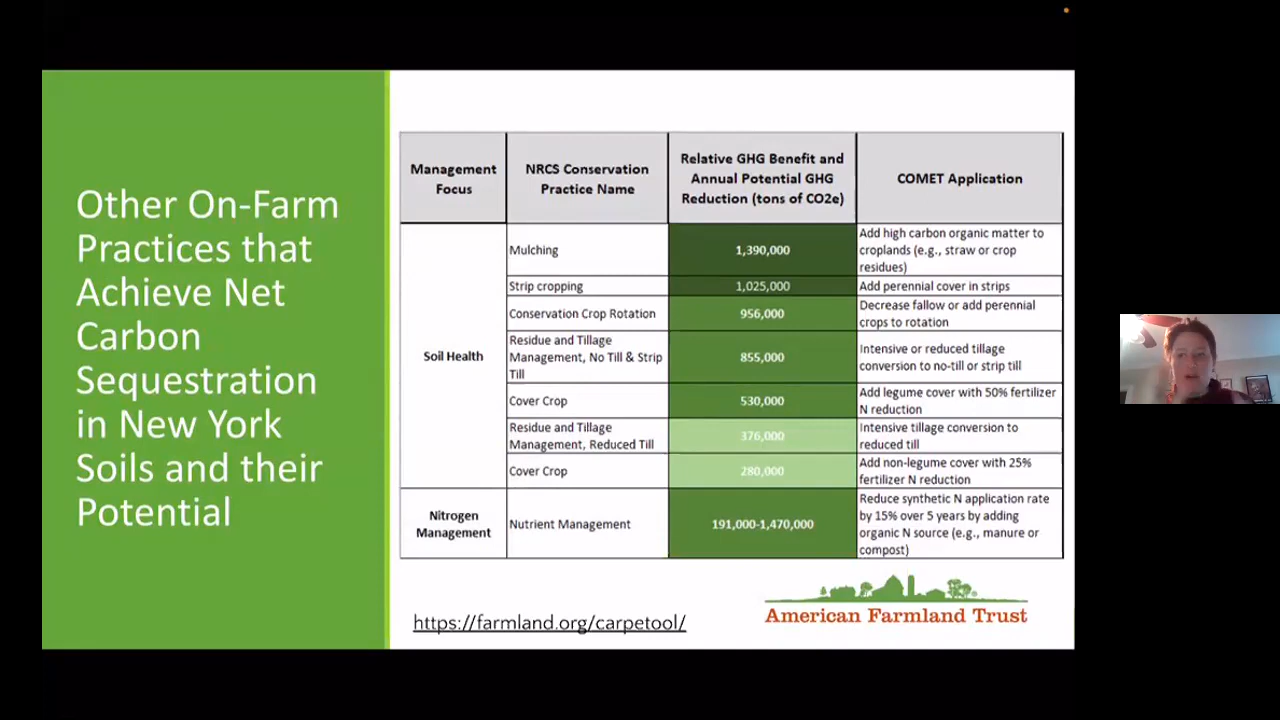 Other On-Farm
Practices that
Achieve Net
Carbon
Sequestration
in New York
Soils and their
Potential
Management
Focus
NRCS Conservation
Practice Name
Relative GHG Benefit and
Annual Potential GHG
Reduction (tons of CO2e)
COMET Application
Soil Health
Mulching
1,390,000
Add high carbon organic matter to
croplands (e.g., straw or crop
residues)
Strip cropping
1,025,000
Add perennial cover in strips
Conservation Crop Rotation
956,000
Decrease fallow or add perennial
crops to rotation
Residue and Tillage
Management, No Till & Strip
Till
855,000
Intensive or reduced tillage
conversion to no-till or strip till
Cover Crop
530,000
Add legume cover with 50% fertilizer
N reduction
Residue and Tillage
Management, Reduced Till
376,000
Intensive tillage conversion to
reduced till
Cover Crop
280,000
Add non-legume cover with 25%
fertilizer N reduction
Nitrogen
Management
Nutrient Management
191,000-1,470,000
Reduce synthetic N application rate
by 15% over 5 years by adding
organic N source (e.g., manure or
compost)
https://farmland.org/carpetool/
American Farmland Trust